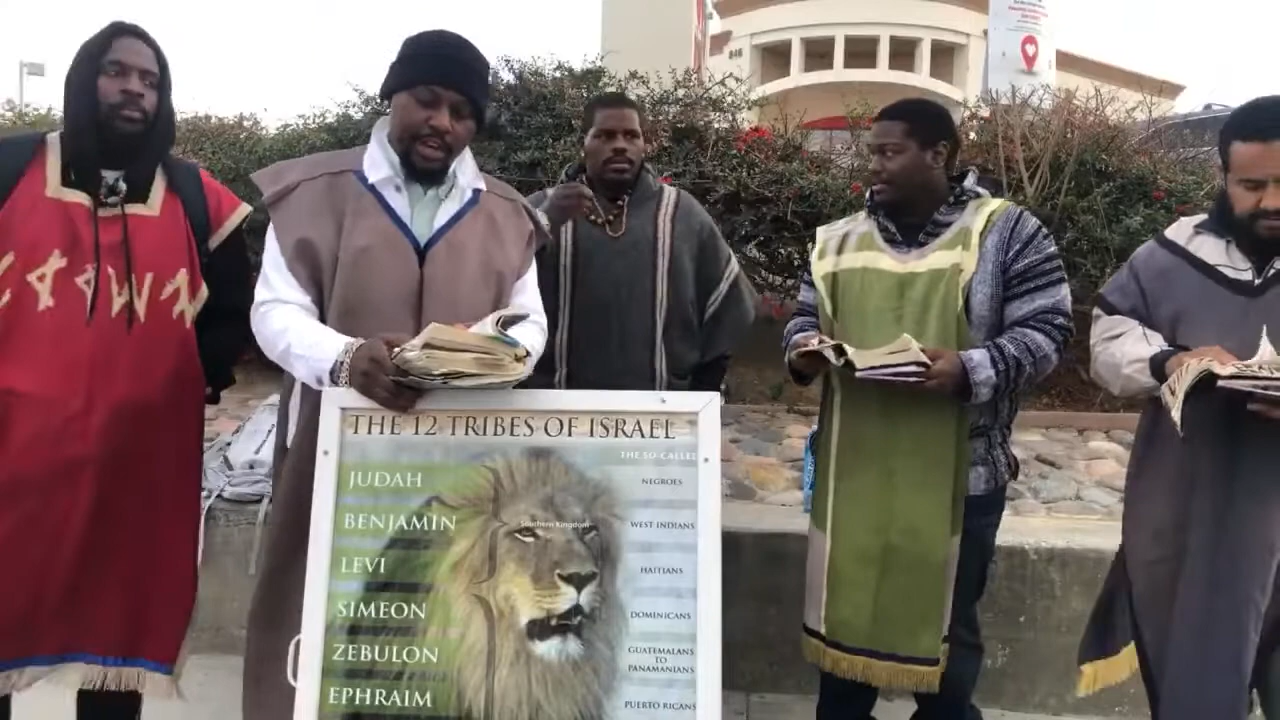 846
THE 12 TRIBES OF ISRAEL
THE SO-CALLED
JUDAH
NEGROES
BENJAMIN
Southern Kingdom
WEST INDIANS
LEVI
HAITIANS
SIMEON
DOMINICANS
ZEBULON
GUATEMALANS
TO
PANAMANIANS
EPHRAIM
PUERTO RICANS